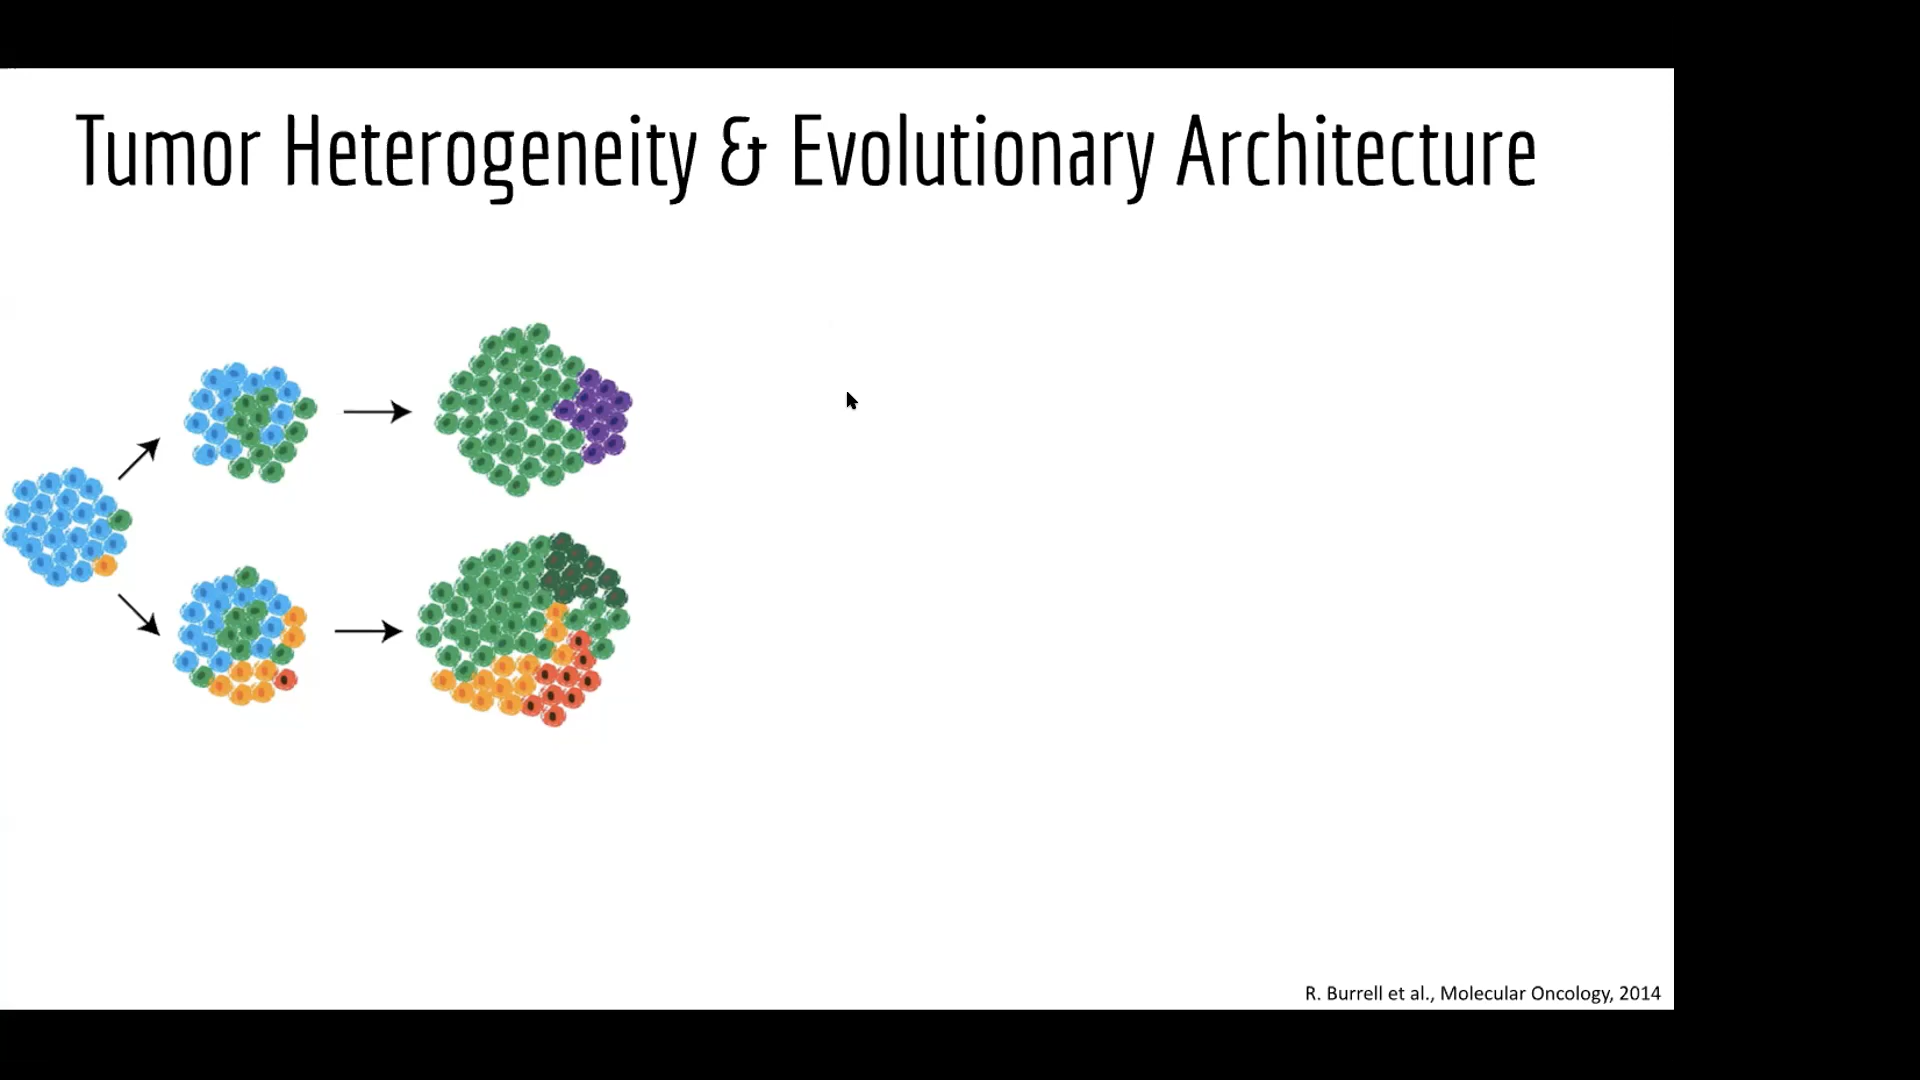 Tumor Heterogeneity & Evolutionary Architecture
R. Burrell et al., Molecular Oncology, 2014